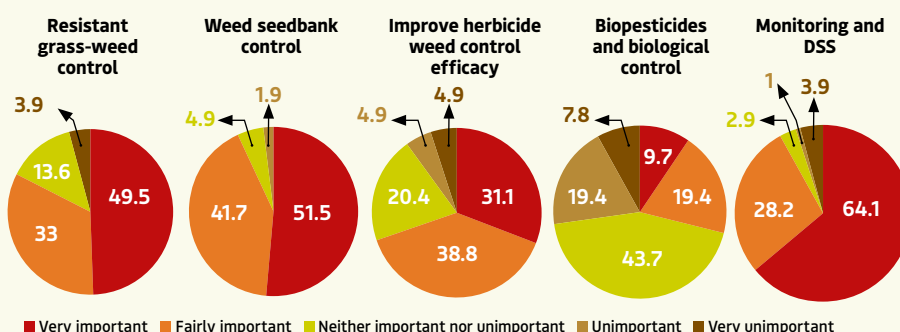 Resistant
grass-weed
control
Weed seedbank
control
Improve herbicide
weed control
efficacy
Biopesticides
and biological
control
Monitoring and
DSS
3.9
13.6
33
49.5
4.9
1.9
41.7
51.5
4.9
4.9
20.4
31.1
38.8
7.8
9.7
19.4
19.4
43.7
1
3.9
2.9
28.2
64.1
Very important
Fairly important
Neither important nor unimportant
Unimportant
Very unimportant